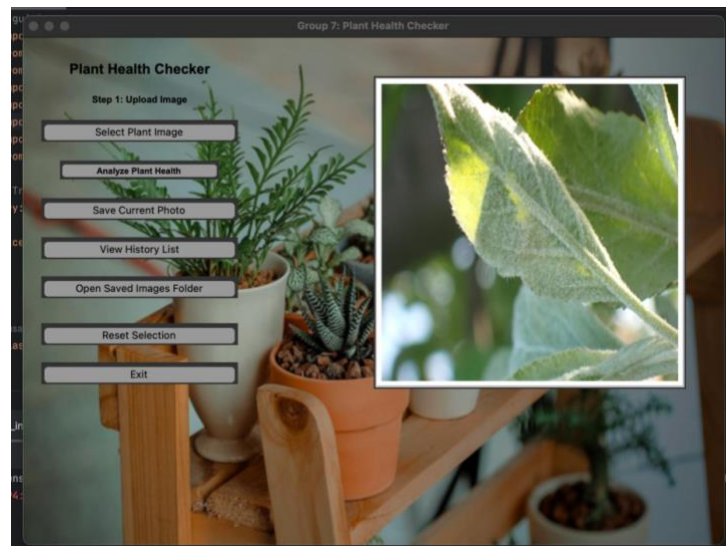 Group 7: Plant Health Checker
Plant Health Checker
Step 1: Upload Image
Select Plant Image
Analyze Plant Health
Save Current Photo
View History List
Open Saved Images Folder
Reset Selection
Exit